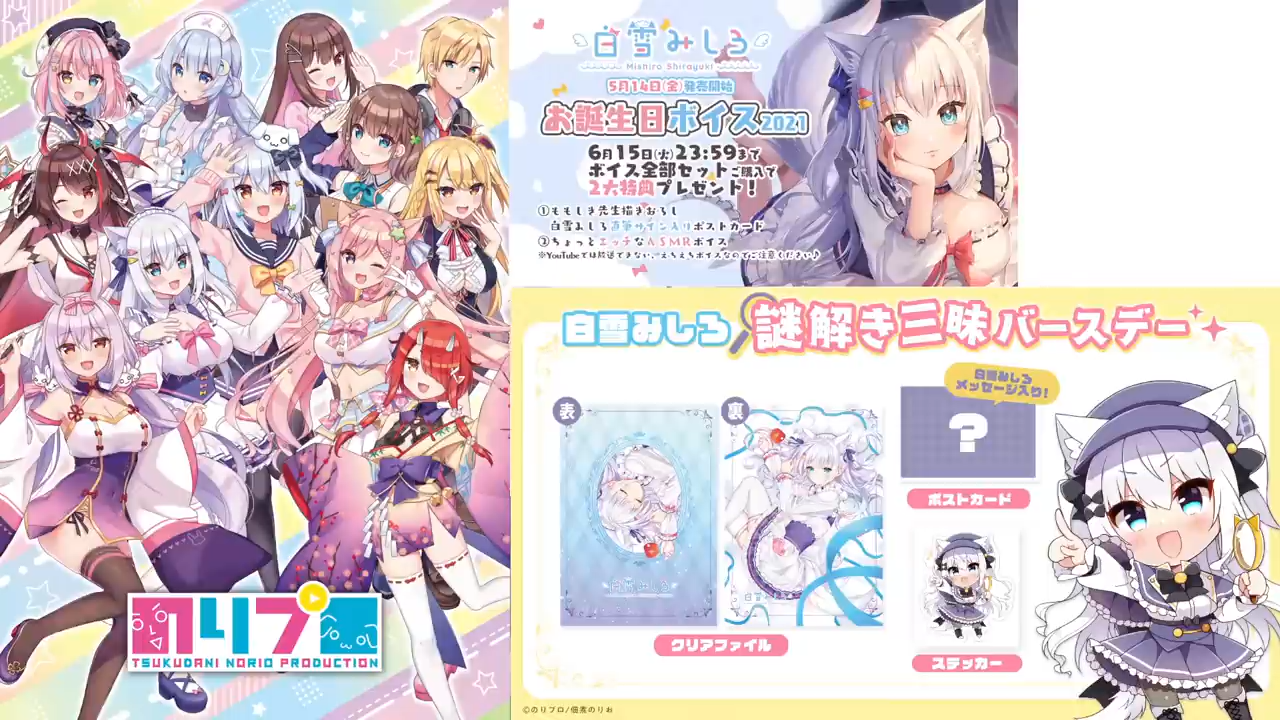 のりプロ
TSUKUDANI NORIO PRODUCTION
白雪みしろ
Mishiro Shirayuki
5月14日(金)発売開始
お誕生日ボイス2021
6月15日(火)23:59まで
ボイス全部セットご購入で
2大特典プレゼント!
①ももしき先生描きおろし
白雪みしろ直筆サイン入りポストカード
②ちょっとエッチなASMRボイス
※YouTubeでは放送できない、えちえちボイスなのでご注意ください♪
白雪みしろ 謎解き三昧バースデー
白雪みしろ
メッセージ入り!
表
裏
?
ポストカード
白雪みしろ
クリアファイル
ステッカー
©のりプロ/佃煮のりお